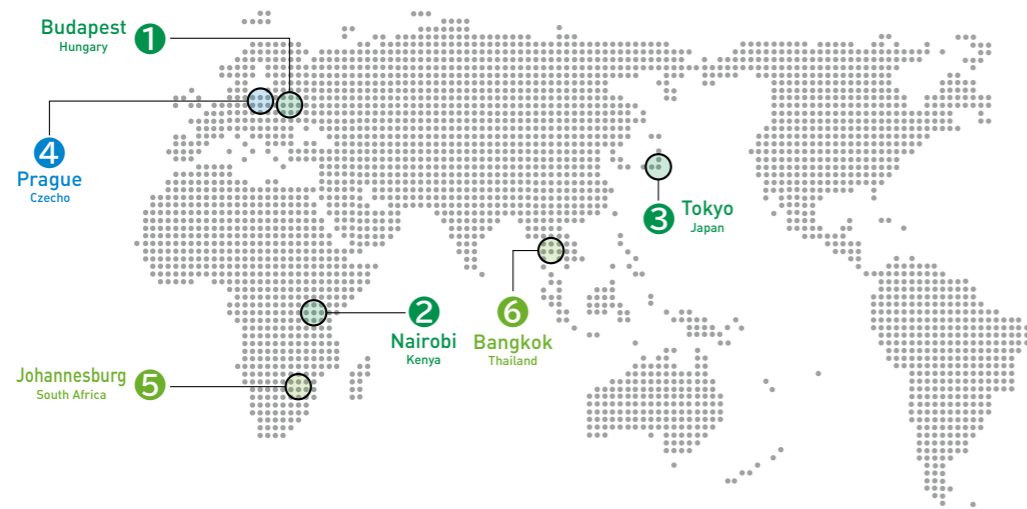 Budapest
Hungary
1
4
Prague
Czecho
3
Tokyo
Japan
2
Nairobi
Kenya
6
Bangkok
Thailand
Johannesburg
South Africa
5